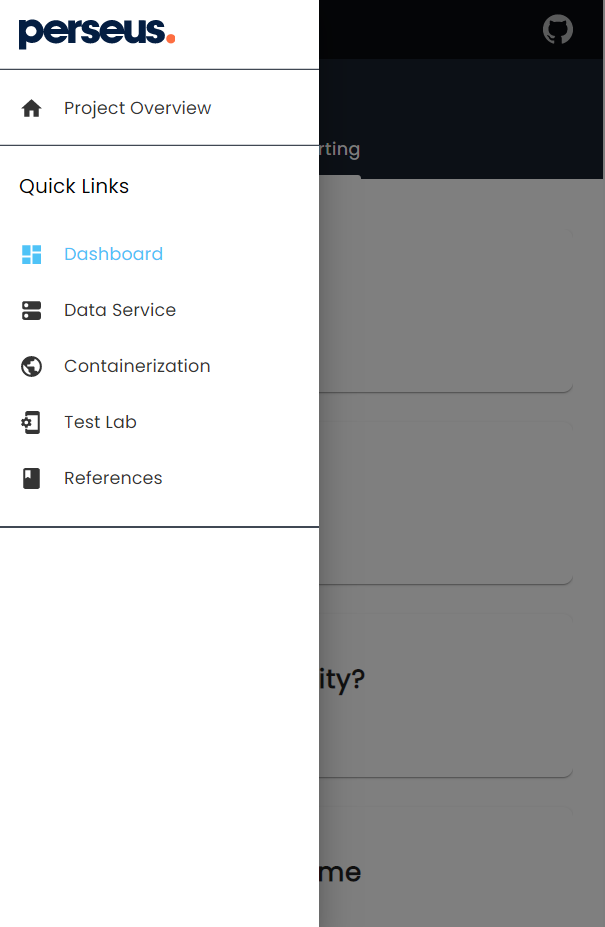 perseus.
Project Overview
rting
Quick Links
Dashboard
Data Service
Containerization
Test Lab
References
ity?
me